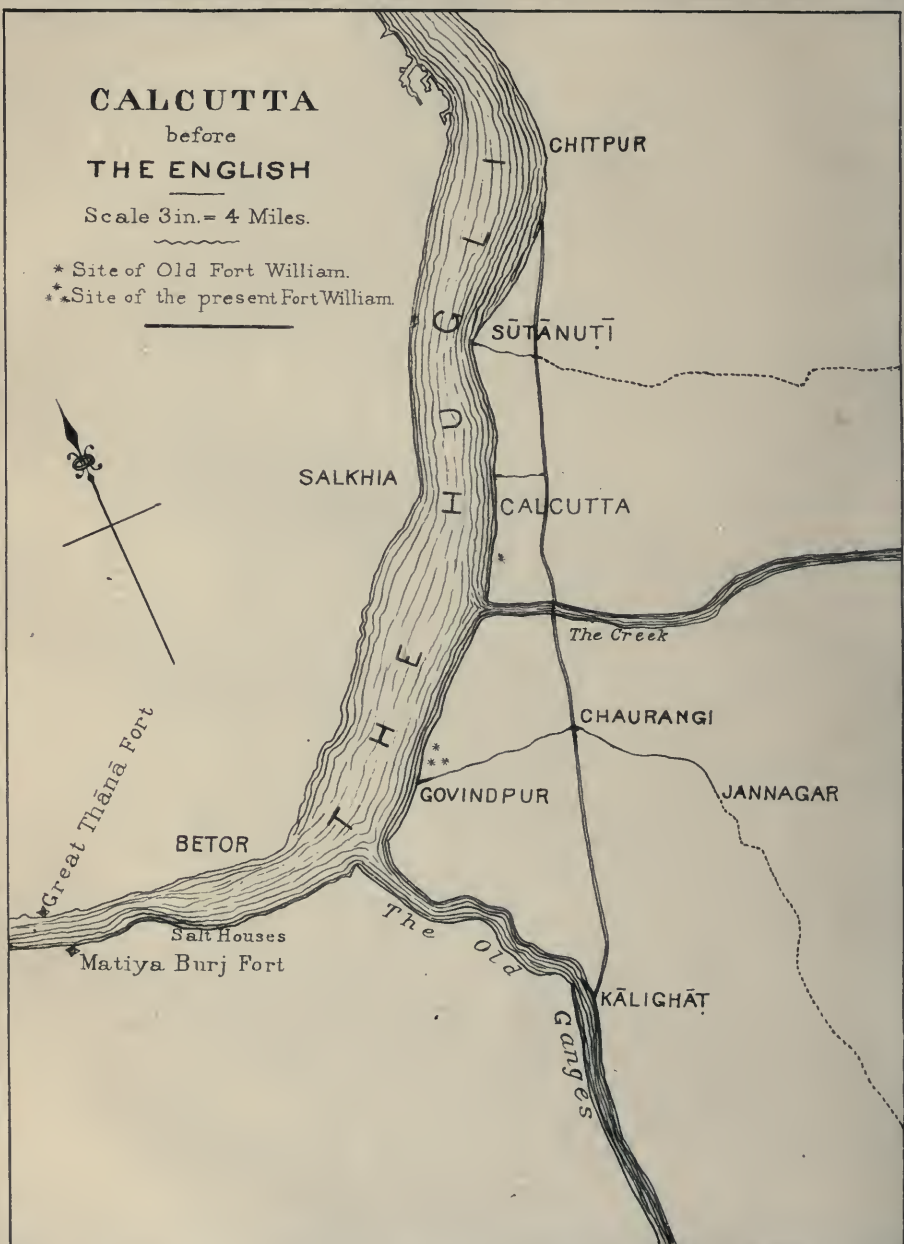 CALCUTTA
before
THE ENGLISH
Scale 3in.= 4 Miles.
* Site of Old Fort William.
⁂ Site of the present Fort William.
CHITPUR
SŪTĀNUṬĪ
SALKHIA
CALCUTTA
THE HUGLI
The Creek
CHAURANGI
GOVINDPUR
JANNAGAR
Great Thānā Fort
BETOR
Salt Houses
Matiya Burj Fort
The Old Ganges
KĀLIGHĀṬ